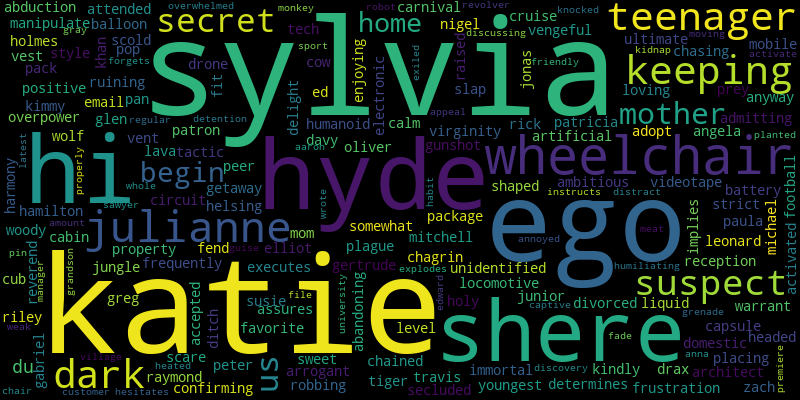 abduction attended overwhelmed monkey carnival robot revolver knocked
manipulate balloon secret home cruise teenager
gray scold sylvia tech nigel vengeful discussing moving
holmes style khan pop drone sport cow enjoying electronic raised chasing ultimate mobile activate
vest pack forgets ruining fit exiled jonas friendly kidnap keeping
positive email pan delight ed humanoid calm slap loving prey anyway
kimmy glen regular detention davy appeal patricia mother admitting planted
overpower patron virginity rick artificial adopt angela
wolf vent lava tactic aaron oliver gunshot wheelchair
hi properly begin peer hyde shaped ambitious videotape battery football
harmony latest whole circuit getaway helsing wrote habit package instructs distract strict
hamilton sawyer julianne mom somewhat ego implies paula michael
woody amount cabin property fend elliot plague mitchell annoyed meat leonard activated
pin reverend frequently guise chagrin unidentified humiliating reception
cub manager grandson jungle katie executes gertrude explodes locomotive suspect
riley greg accepted susie file assures university abandoning edward holy junior captive divorced liquid grenade warrant
weak gabriel ditch favorite level shere fade capsule headed
du village scare peter sweet chained kindly anna domestic placing premiere
dark heated raymond us arrogant tiger travis immortal discovery drax architect
chair customer hesitates confirming robbing secluded youngest determines frustration zach